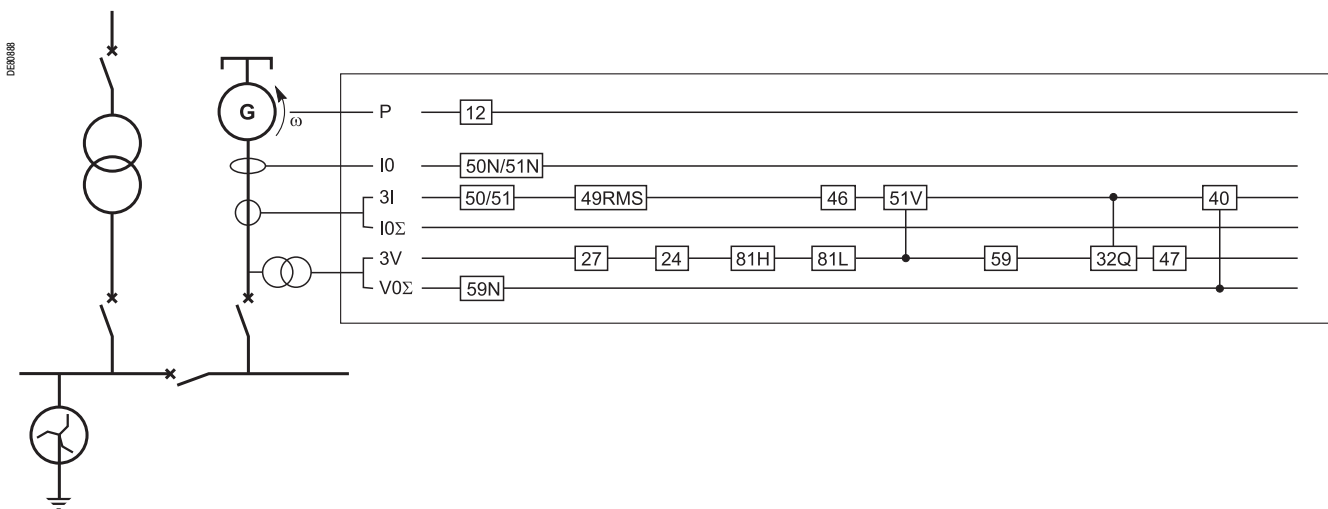 DE80888
G
ω
P 12
I0 50N/51N
3I 50/51 49RMS 46 51V 40
I0Σ
3V 27 24 81H 81L 59 32Q 47
V0Σ 59N